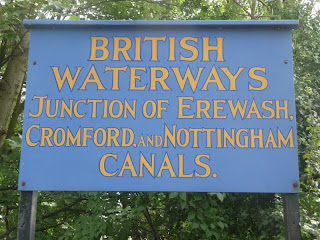 BRITISH
WATERWAYS
JUNCTION OF EREWASH,
CROMFORD, AND NOTTINGHAM
CANALS.